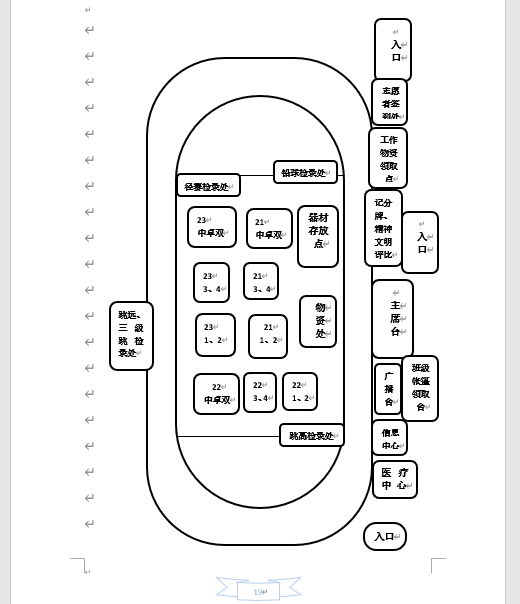 入
口
志愿
者签
到处
工作
物资
领取
点
铅球检录处
径赛检录处
记分
牌、
精神
文明
评比
23
中卓双
21
中卓双
器材
存放
点
入
口
23
3、4
21
3、4
主
席
台
物
资
处
跳远、
三 级
跳 检
录处
23
1、2
21
1、2
班级
帐篷
领取
台
广
播
台
22
中卓双
22
3、4
22
1、2
信息
中心
跳高检录处
医 疗
中 心
入口
19